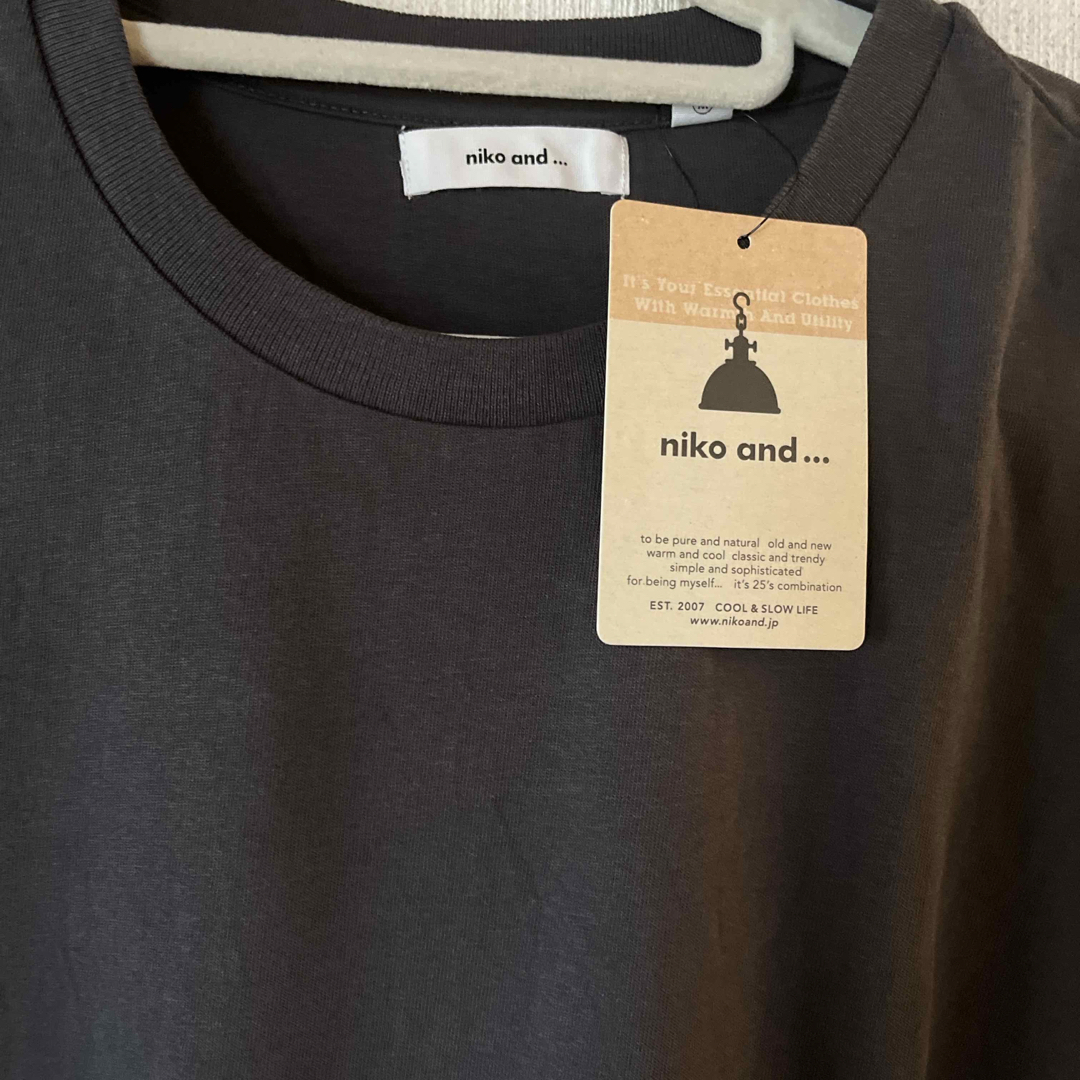 niko and ...
It's Your Essential Clothes
With Warmth And Utility
niko and ...
to be pure and natural old and new
warm and cool classic and trendy
simple and sophisticated
for being myself... it's 25's combination
EST. 2007 COOL & SLOW LIFE
www.nikoand.jp